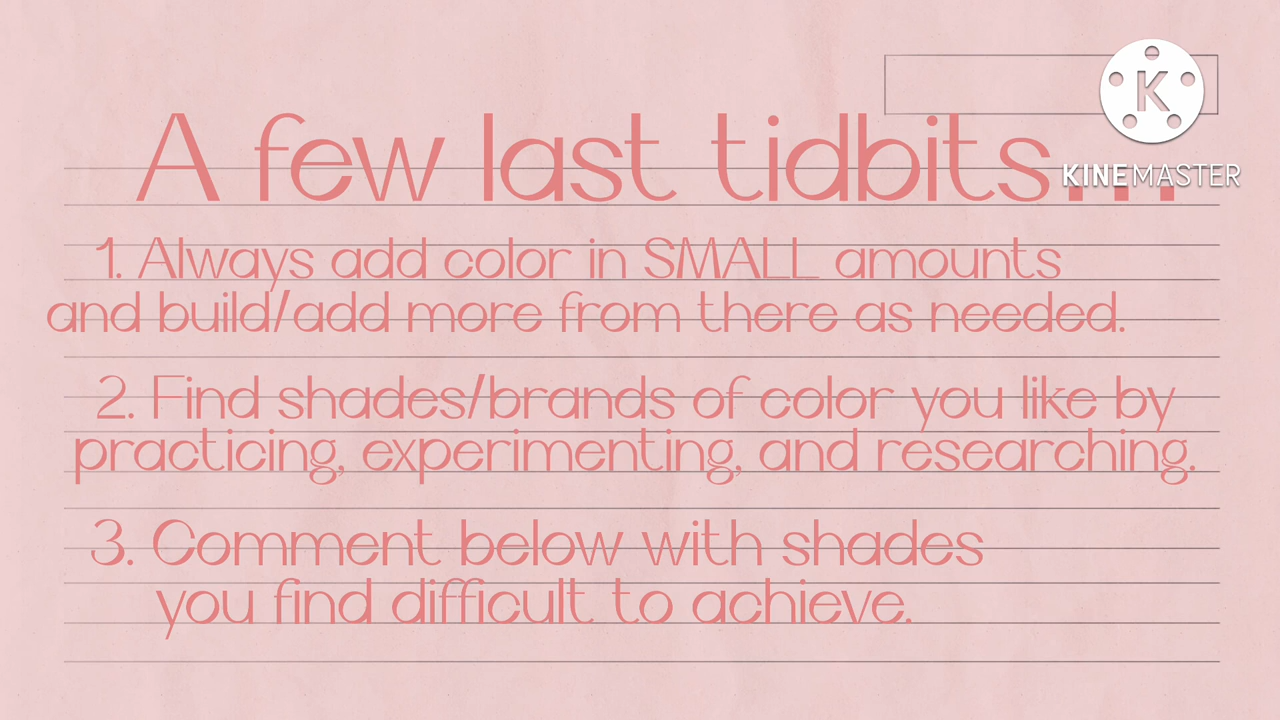 A few last tidbits...
K
KINEMASTER
1. Always add color in SMALL amounts
and build/add more from there as needed.
2. Find shades/brands of color you like by
practicing, experimenting, and researching.
3. Comment below with shades
you find difficult to achieve.